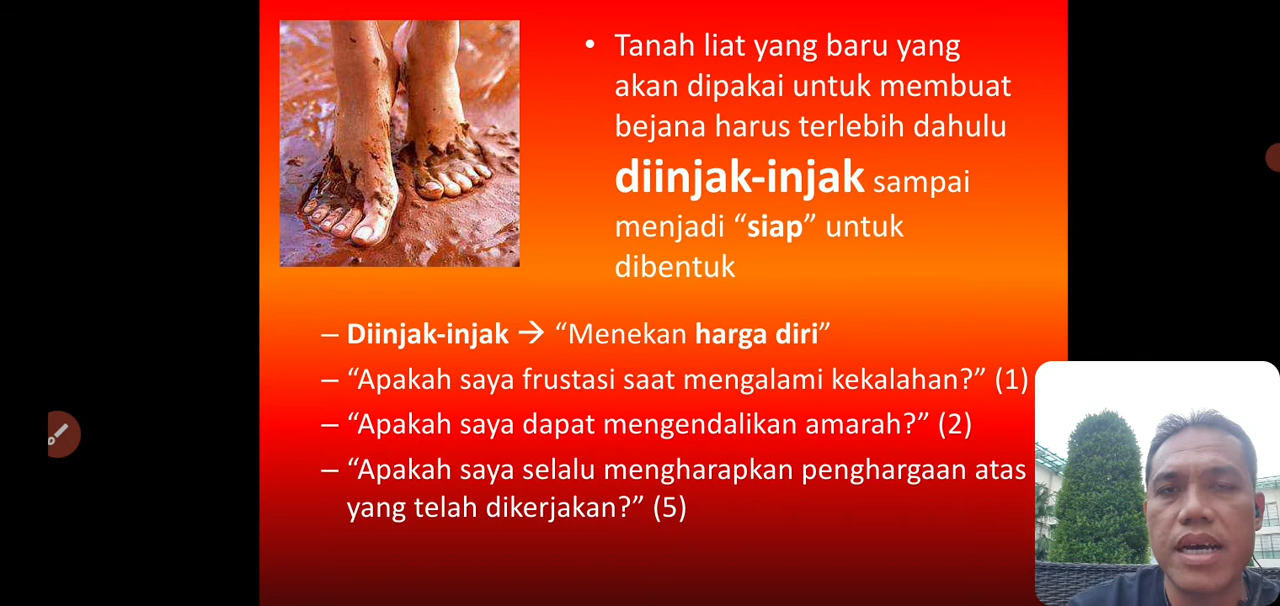 • Tanah liat yang baru yang
akan dipakai untuk membuat
bejana harus terlebih dahulu
diinjak-injak sampai
menjadi “siap” untuk
dibentuk
– Diinjak-injak → “Menekan harga diri”
– “Apakah saya frustasi saat mengalami kekalahan?” (1)
– “Apakah saya dapat mengendalikan amarah?” (2)
– “Apakah saya selalu mengharapkan penghargaan atas
yang telah dikerjakan?” (5)